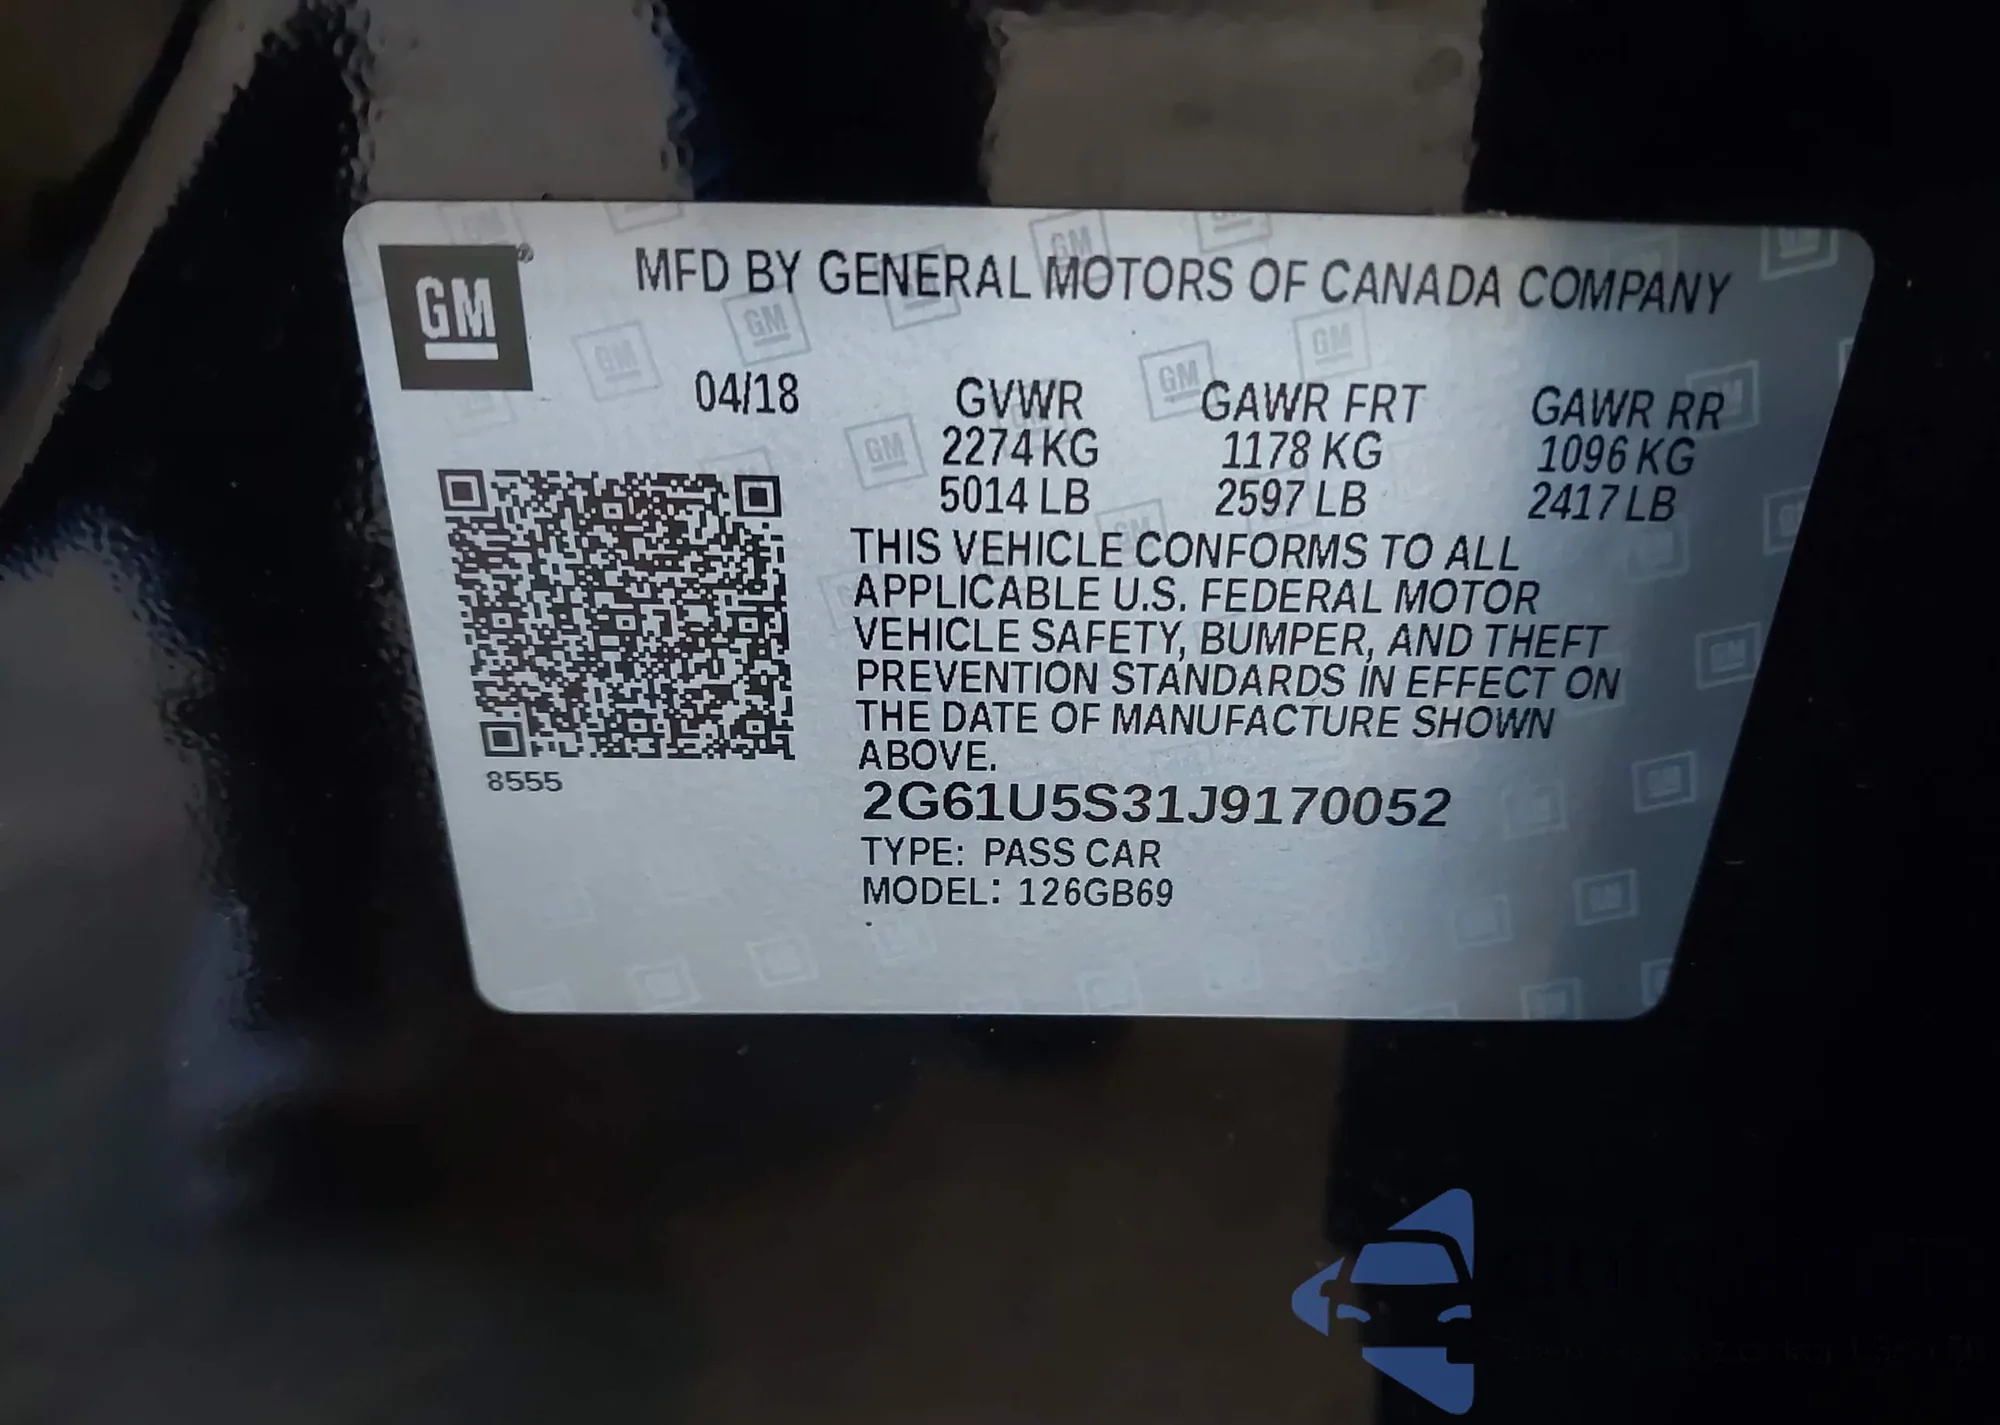 GM®
MFD BY GENERAL MOTORS OF CANADA COMPANY
04/18
GVWR GAWR FRT GAWR RR
2274 KG 1178 KG 1096 KG
5014 LB 2597 LB 2417 LB
THIS VEHICLE CONFORMS TO ALL
APPLICABLE U.S. FEDERAL MOTOR
VEHICLE SAFETY, BUMPER, AND THEFT
PREVENTION STANDARDS IN EFFECT ON
THE DATE OF MANUFACTURE SHOWN
ABOVE.
8555
2G61U5S31J9170052
TYPE: PASS CAR
MODEL: 126GB69